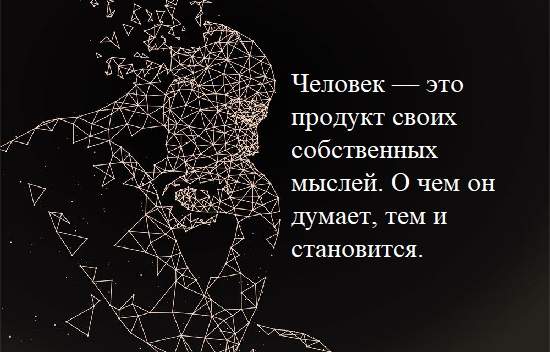 Человек — это
продукт своих
собственных
мыслей. О чем он
думает, тем и
становится.